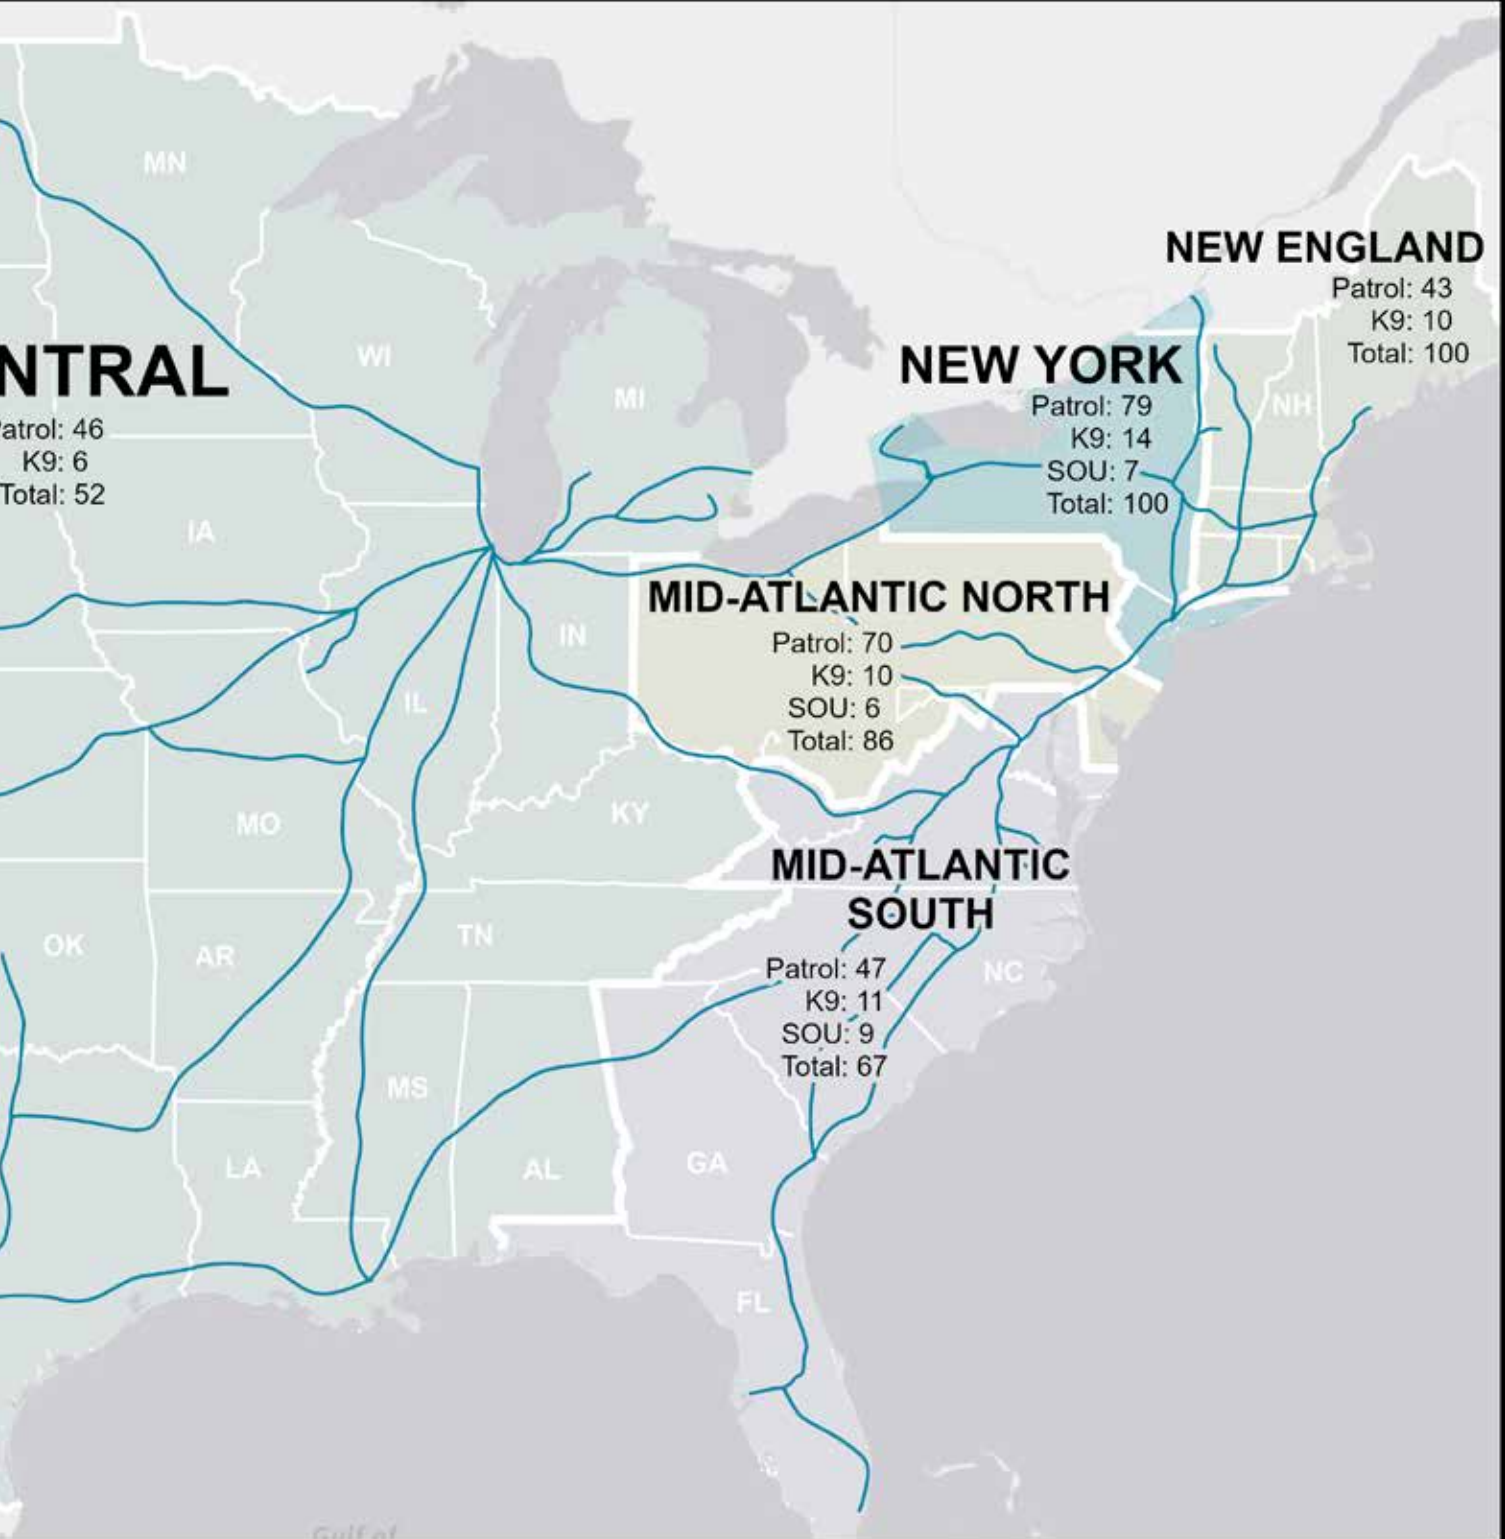 MN
NEW ENGLAND
Patrol: 43
K9: 10
Total: 100
NTRAL
Patrol: 46
K9: 6
Total: 52
WI
MI
NEW YORK
Patrol: 79
K9: 14
SOU: 7
Total: 100
NH
IA
MID-ATLANTIC NORTH
Patrol: 70
K9: 10
SOU: 6
Total: 86
IN
IL
MO
KY
MID-ATLANTIC
SOUTH
Patrol: 47
K9: 11
SOU: 9
Total: 67
OK
AR
TN
NC
MS
LA
AL
GA
FL
Gulf of